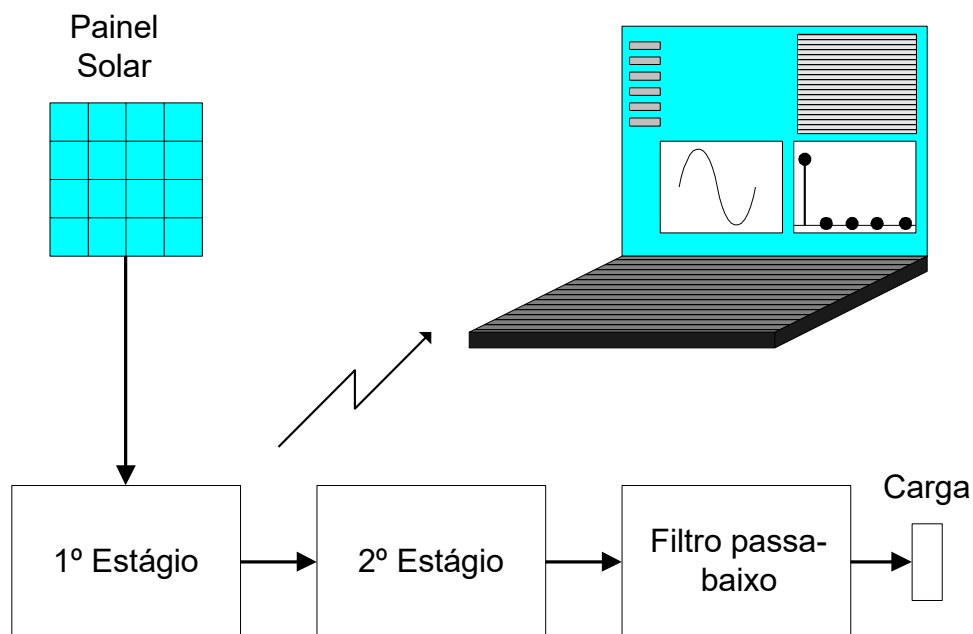 Painel
Solar
Carga
1º Estágio
2º Estágio
Filtro passa-
baixo